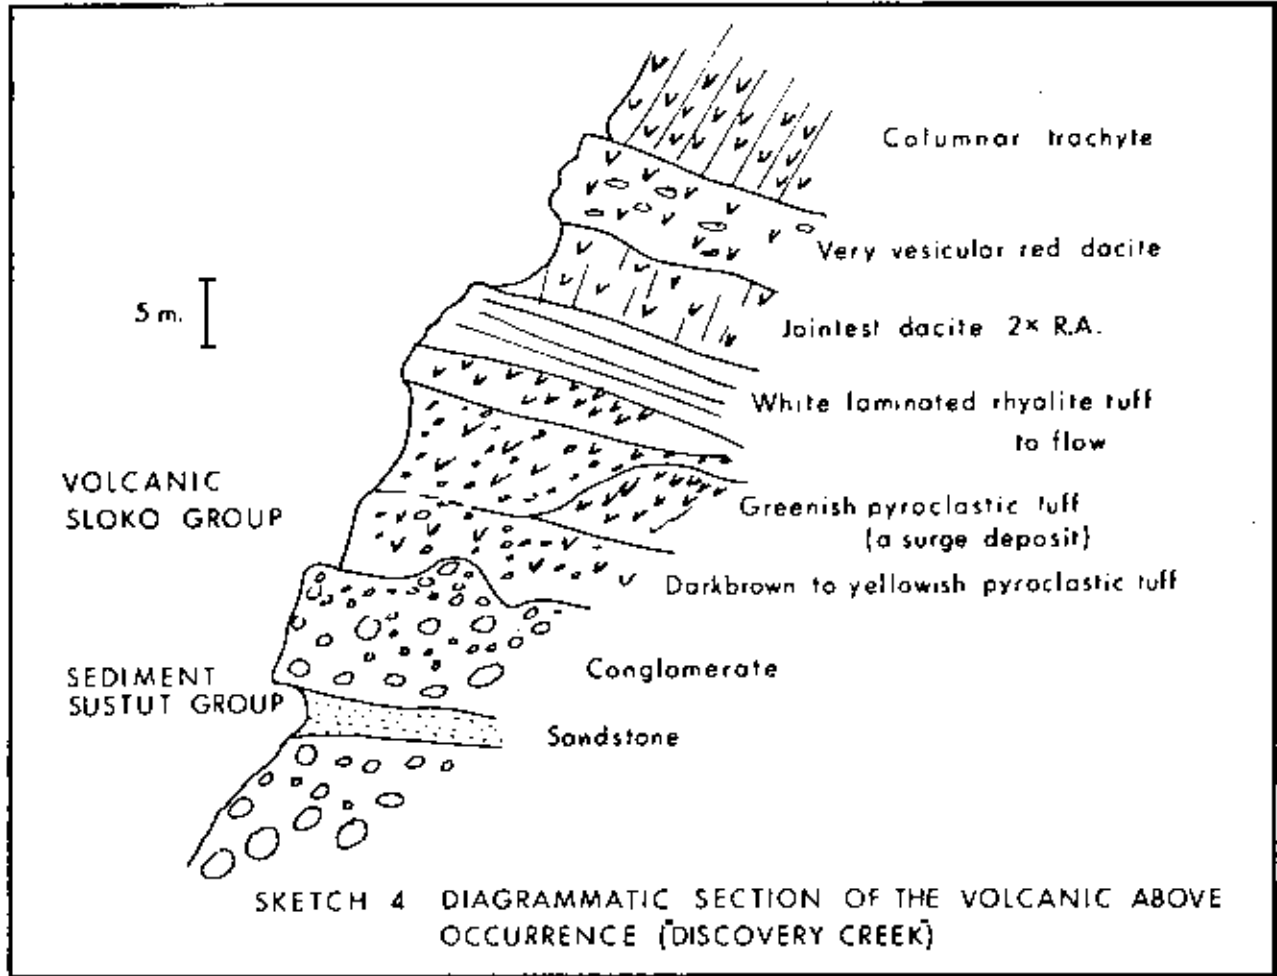 Columnar trachyte
Very vesicular red dacite
5 m.
Jointest dacite 2x R.A.
White laminated rhyolite tuff
to flow
VOLCANIC
SLOKO GROUP
Greenish pyroclastic tuff
(a surge deposit)
Darkbrown to yellowish pyroclastic tuff
Conglomerate
SEDIMENT
SUSTUT GROUP
Sandstone
SKETCH 4 DIAGRAMMATIC SECTION OF THE VOLCANIC ABOVE
OCCURRENCE ("DISCOVERY CREEK")